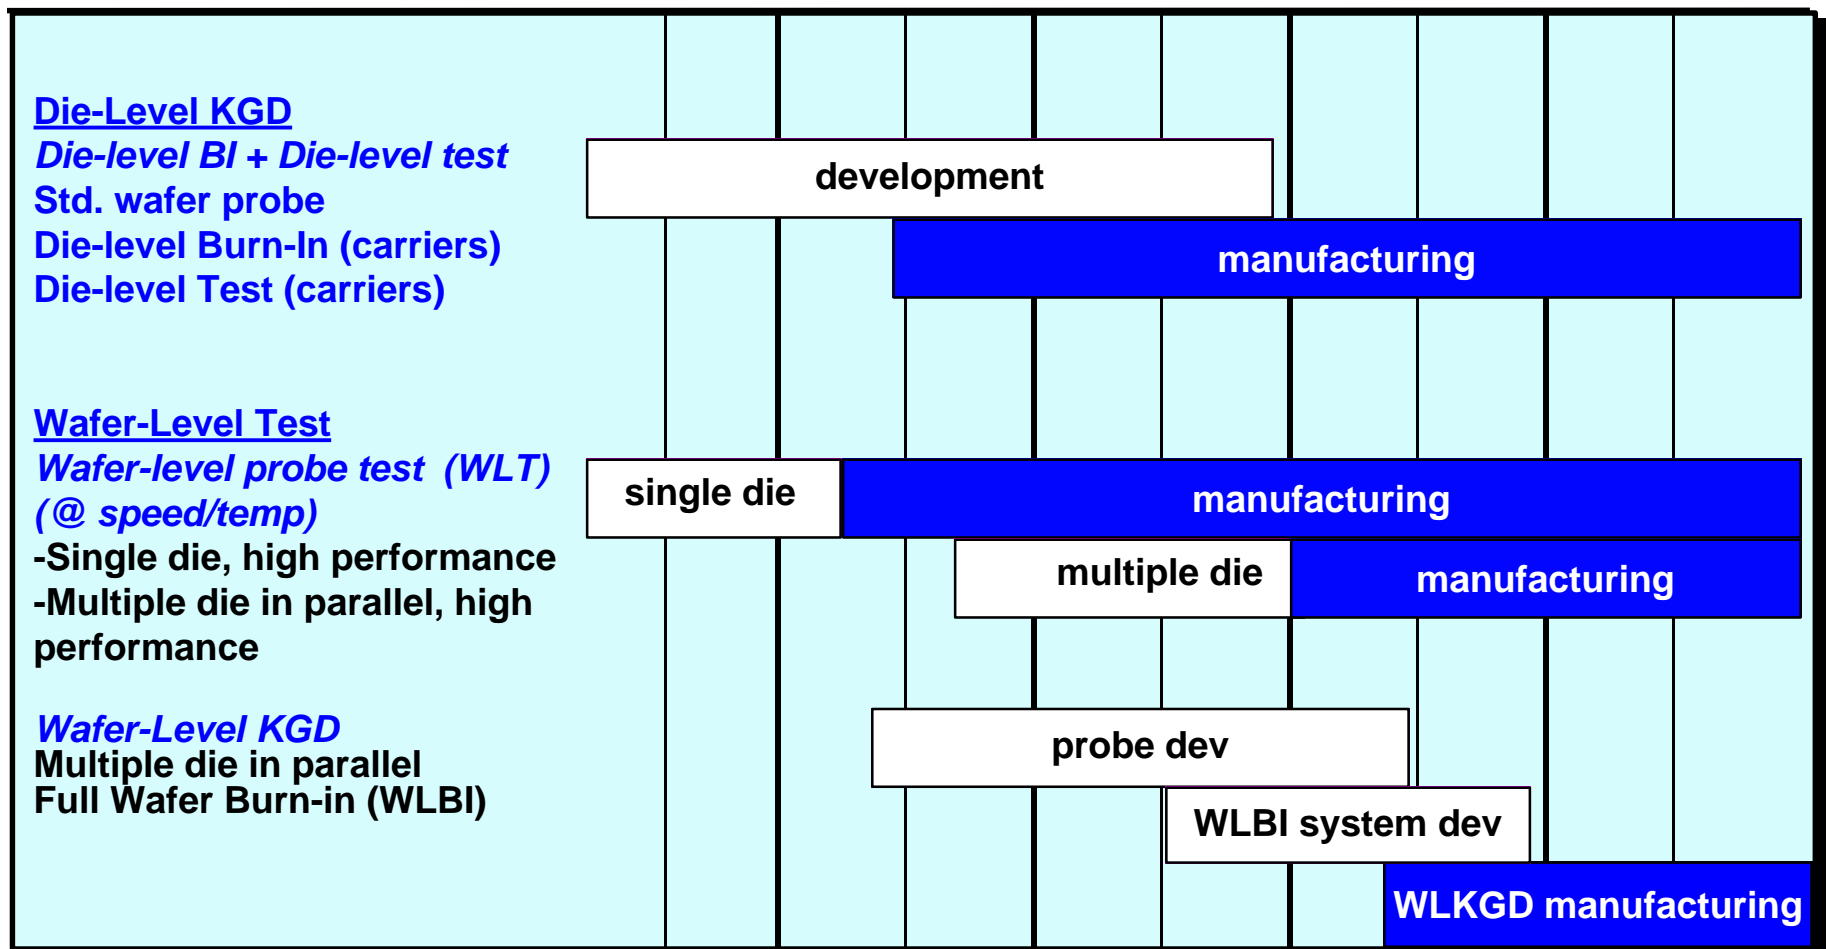 Die-Level KGD
Die-level BI + Die-level test
Std. wafer probe
Die-level Burn-In (carriers)
Die-level Test (carriers)
development
manufacturing
Wafer-Level Test
Wafer-level probe test (WLT)
(@ speed/temp)
-Single die, high performance
-Multiple die in parallel, high
performance
single die
manufacturing
multiple die
manufacturing
Wafer-Level KGD
Multiple die in parallel
Full Wafer Burn-in (WLBI)
probe dev
WLBI system dev
WLKGD manufacturing